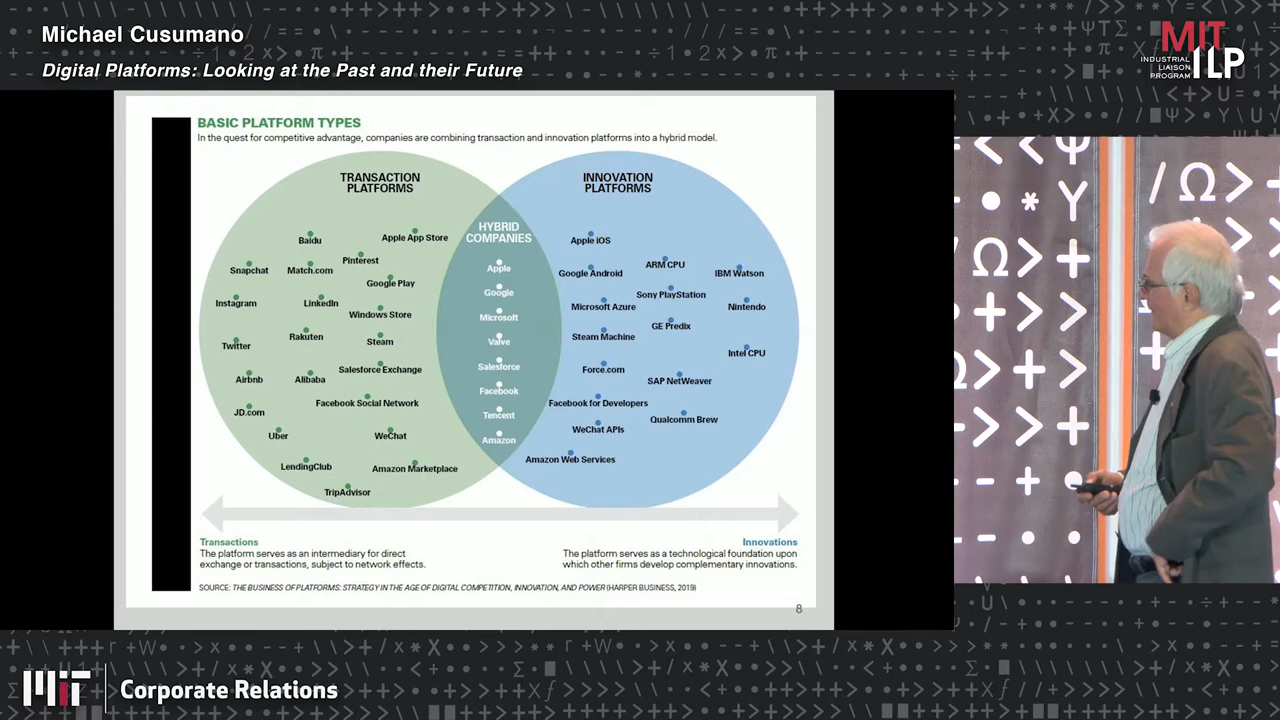 Michael Cusumano
Digital Platforms: Looking at the Past and their Future
MIT
INDUSTRIAL
LIAISON
PROGRAM
ILP
BASIC PLATFORM TYPES
In the quest for competitive advantage, companies are combining transaction and innovation platforms into a hybrid model.
TRANSACTION
PLATFORMS
Baidu
Apple App Store
Pinterest
Snapchat
Match.com
Google Play
Instagram
LinkedIn
Windows Store
Rakuten
Steam
Twitter
Salesforce Exchange
Airbnb
Alibaba
Facebook Social Network
JD.com
Uber
WeChat
LendingClub
Amazon Marketplace
TripAdvisor
HYBRID
COMPANIES
Apple
Google
Microsoft
Valve
Salesforce
Facebook
Tencent
Amazon
INNOVATION
PLATFORMS
Apple iOS
ARM CPU
Google Android
IBM Watson
Sony PlayStation
Microsoft Azure
Nintendo
GE Predix
Steam Machine
Intel CPU
Force.com
SAP NetWeaver
Facebook for Developers
Qualcomm Brew
WeChat APIs
Amazon Web Services
Transactions
The platform serves as an intermediary for direct
exchange or transactions, subject to network effects.
Innovations
The platform serves as a technological foundation upon
which other firms develop complementary innovations.
SOURCE: THE BUSINESS OF PLATFORMS: STRATEGY IN THE AGE OF DIGITAL COMPETITION, INNOVATION, AND POWER (HARPER BUSINESS, 2019)
8
MIT
Corporate Relations